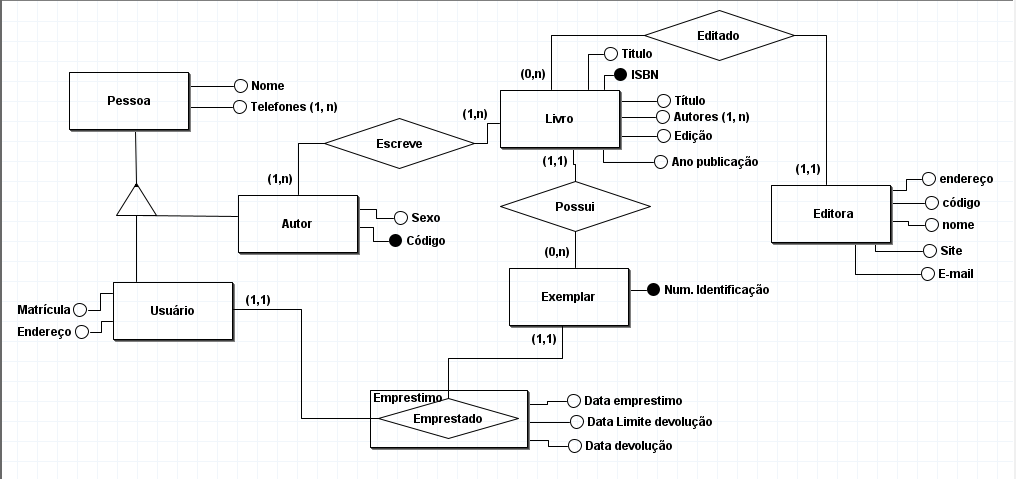 Editado
Titulo
(0,n)
ISBN
Pessoa
Nome
Telefones (1, n)
Livro
Título
Autores (1, n)
Edição
(1,n)
Escreve
(1,1)
Ano publicação
(1,n)
(1,1)
endereço
código
nome
Site
E-mail
Editora
Possui
Autor
Sexo
Código
(0,n)
Exemplar
Num. Identificação
Matrícula
Endereço
Usuário
(1,1)
(1,1)
Emprestimo
Emprestado
Data emprestimo
Data Limite devolução
Data devolução